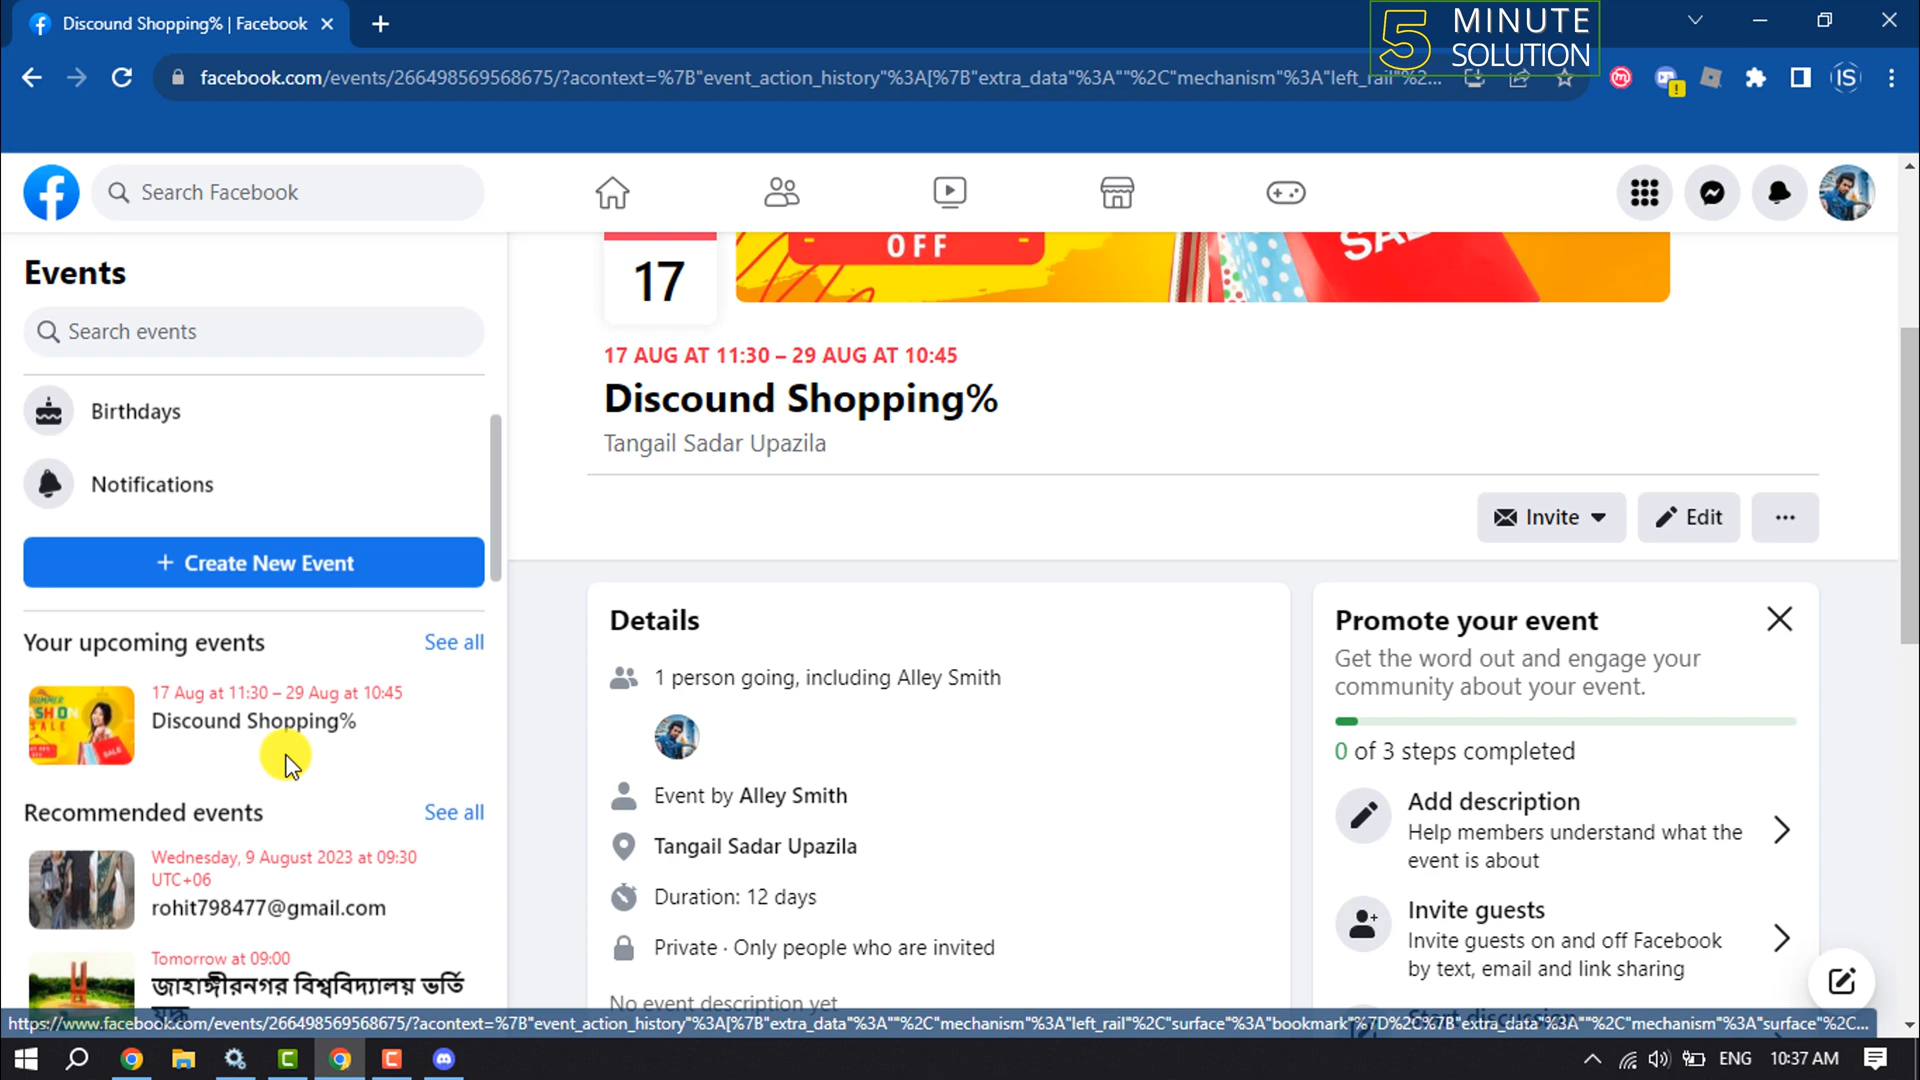 Discound Shopping% | Facebook
5 MINUTE
SOLUTION
facebook.com/events/266498569568675/?acontext=%7B"event_action_history"%3A[%7B"extra_data"%3A""%2C"mechanism"%3A"left_rail"%2...
IS
Search Facebook
Events
Search events
Birthdays
Notifications
+ Create New Event
Your upcoming events
See all
17 Aug at 11:30 – 29 Aug at 10:45
Discound Shopping%
SUMMER
SALE
SALE
Recommended events
See all
Wednesday, 9 August 2023 at 09:30
UTC+06
rohit798477@gmail.com
Tomorrow at 09:00
জাহাঙ্গীরনগর বিশ্ববিদ্যালয় ভর্তি
যুদ্ধ
OFF
SALE
17
17 AUG AT 11:30 – 29 AUG AT 10:45
Discound Shopping%
Tangail Sadar Upazila
Invite
Edit
...
Details
1 person going, including Alley Smith
Event by Alley Smith
Tangail Sadar Upazila
Duration: 12 days
Private · Only people who are invited
No event description yet
Promote your event
Get the word out and engage your
community about your event.
0 of 3 steps completed
Add description
Help members understand what the
event is about
Invite guests
Invite guests on and off Facebook
by text, email and link sharing
Start discussion
https://www.facebook.com/events/266498569568675/?acontext=%7B"event_action_history"%3A[%7B"extra_data"%3A""%2C"mechanism"%3A"left_rail"%2C"surface"%3A"bookmark"%7D%2C%7B"extra_data"%3A""%2C"mechanism"%3A"surface"%2C...
ENG
10:37 AM